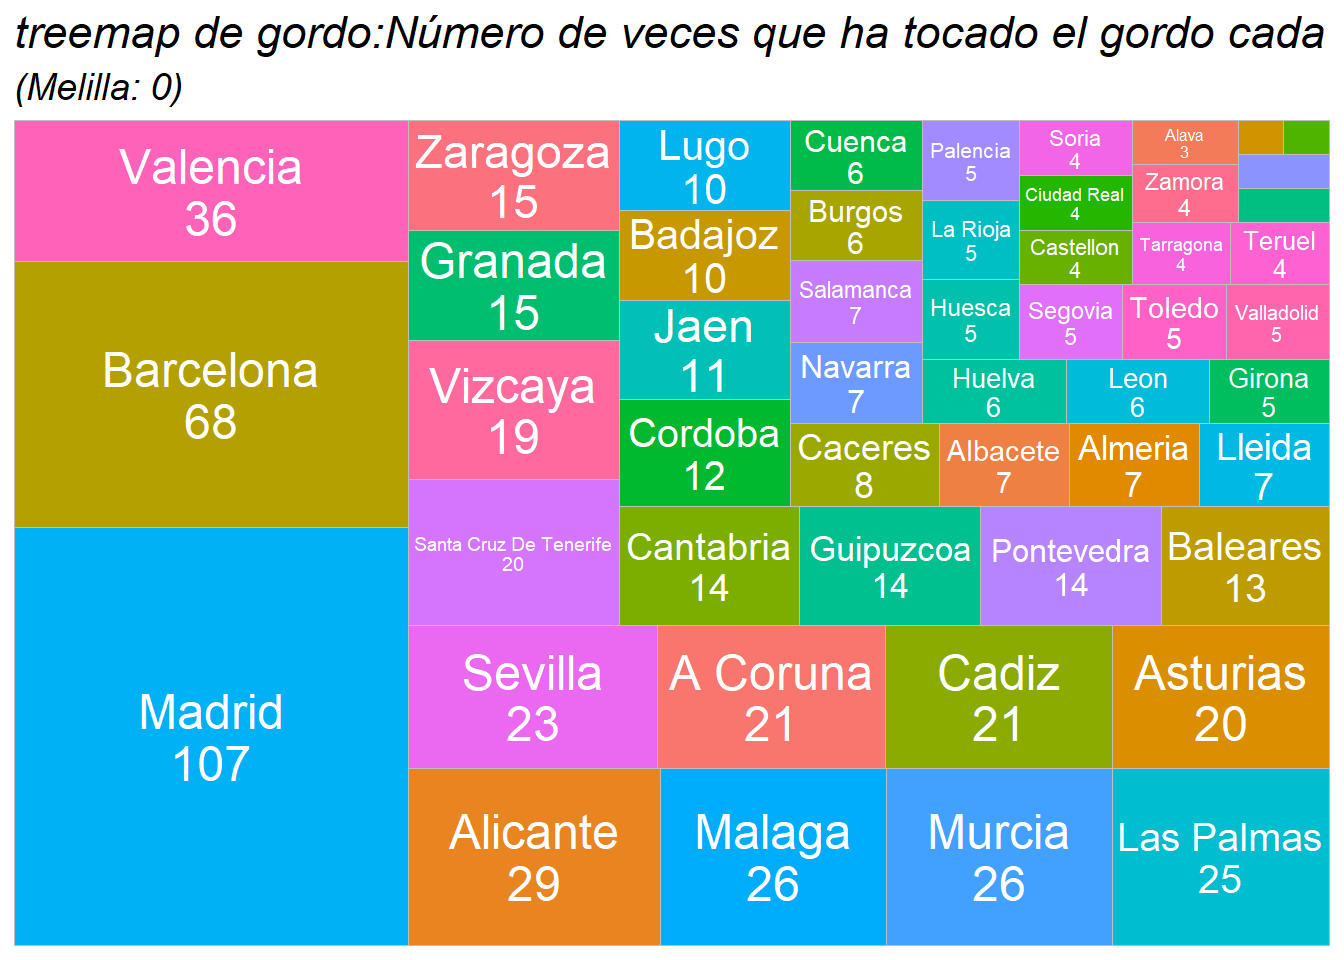 treemap de gordo:Número de veces que ha tocado el gordo cada
(Melilla: 0)
Valencia
36
Barcelona
68
Madrid
107
Zaragoza
15
Granada
15
Vizcaya
19
Santa Cruz De Tenerife
20
Lugo
10
Badajoz
10
Jaen
11
Cordoba
12
Cuenca
6
Burgos
6
Salamanca
7
Navarra
7
Palencia
5
La Rioja
5
Huesca
5
Soria
4
Ciudad Real
4
Castellon
4
Alava
3
Zamora
4
Tarragona
4
Teruel
4
Segovia
5
Toledo
5
Valladolid
5
Huelva
6
Leon
6
Girona
5
Caceres
8
Albacete
7
Almeria
7
Lleida
7
Cantabria
14
Guipuzcoa
14
Pontevedra
14
Baleares
13
Sevilla
23
A Coruna
21
Cadiz
21
Asturias
20
Alicante
29
Malaga
26
Murcia
26
Las Palmas
25